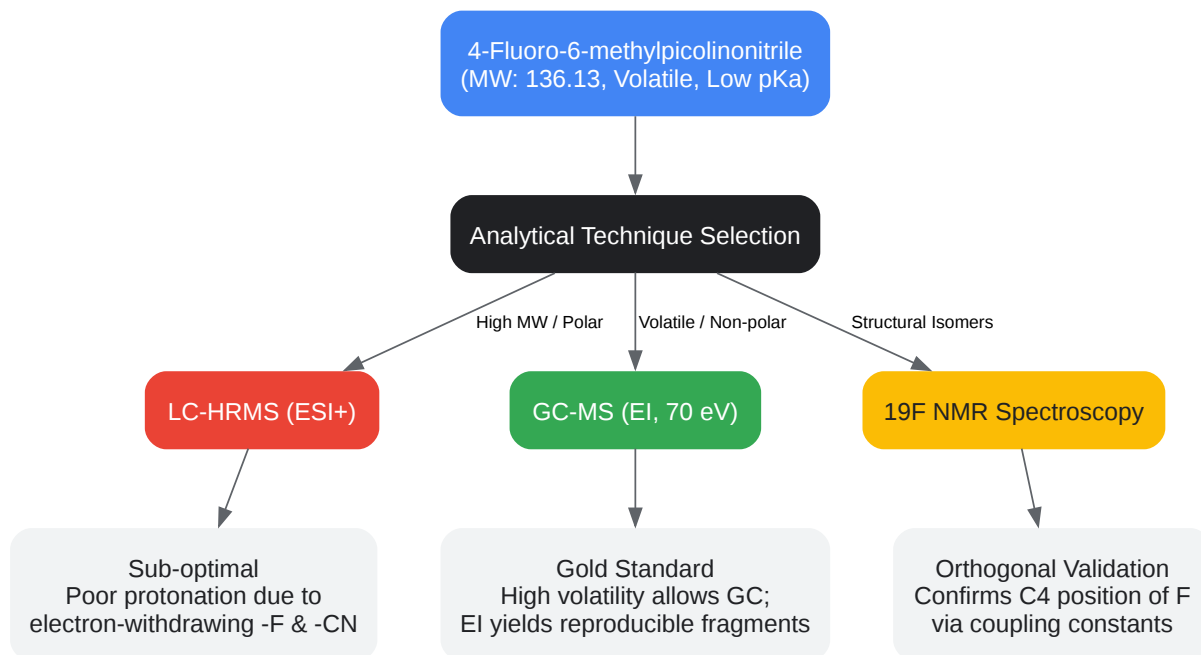 4-Fluoro-6-methylpicolinonitrile
(MW: 136.13, Volatile, Low pKa)
Analytical Technique Selection
High MW / Polar
Volatile / Non-polar
Structural Isomers
LC-HRMS (ESI+)
GC-MS (EI, 70 eV)
19F NMR Spectroscopy
Sub-optimal
Poor protonation due to
electron-withdrawing -F & -CN
Gold Standard
High volatility allows GC;
EI yields reproducible fragments
Orthogonal Validation
Confirms C4 position of F
via coupling constants